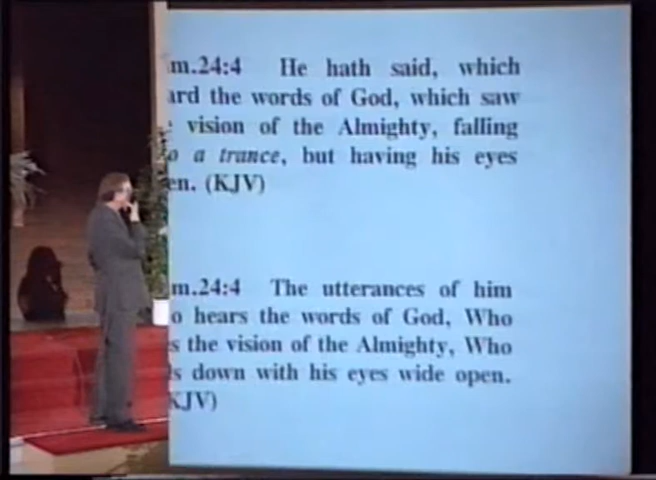 m.24:4 He hath said, which
ard the words of God, which saw
vision of the Almighty, falling
o a trance, but having his eyes
en. (KJV)
m.24:4 The utterances of him
o hears the words of God, Who
s the vision of the Almighty, Who
ls down with his eyes wide open.
KJV)